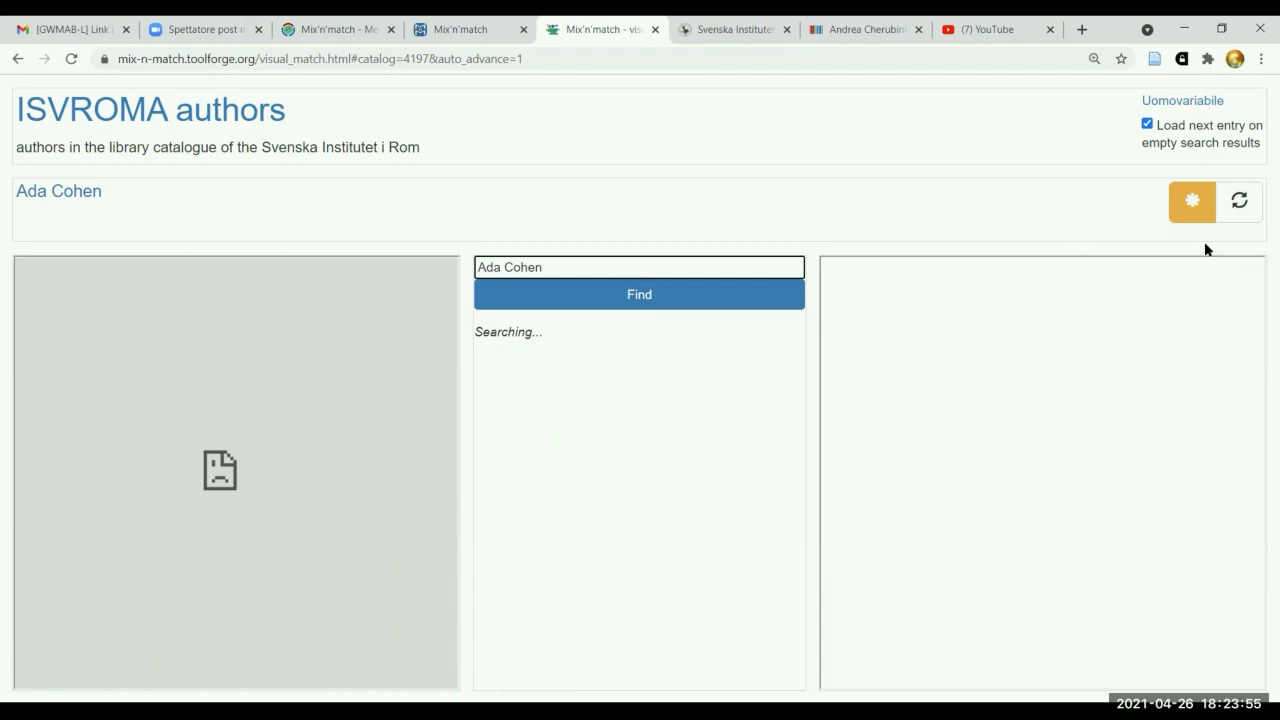 [GWMAB-L] Link
Spettatore post
Mix'n'match - Me
Mix'n'match
Mix'n'match - visu
Svenska Institutet
Andrea Cherubini
(7) YouTube
mix-n-match.toolforge.org/visual_match.html#catalog=4197&auto_advance=1
ISVROMA authors
authors in the library catalogue of the Svenska Institutet i Rom
Uomovariabile
Load next entry on
empty search results
Ada Cohen
Ada Cohen
Find
Searching...
2021-04-26 18:23:55